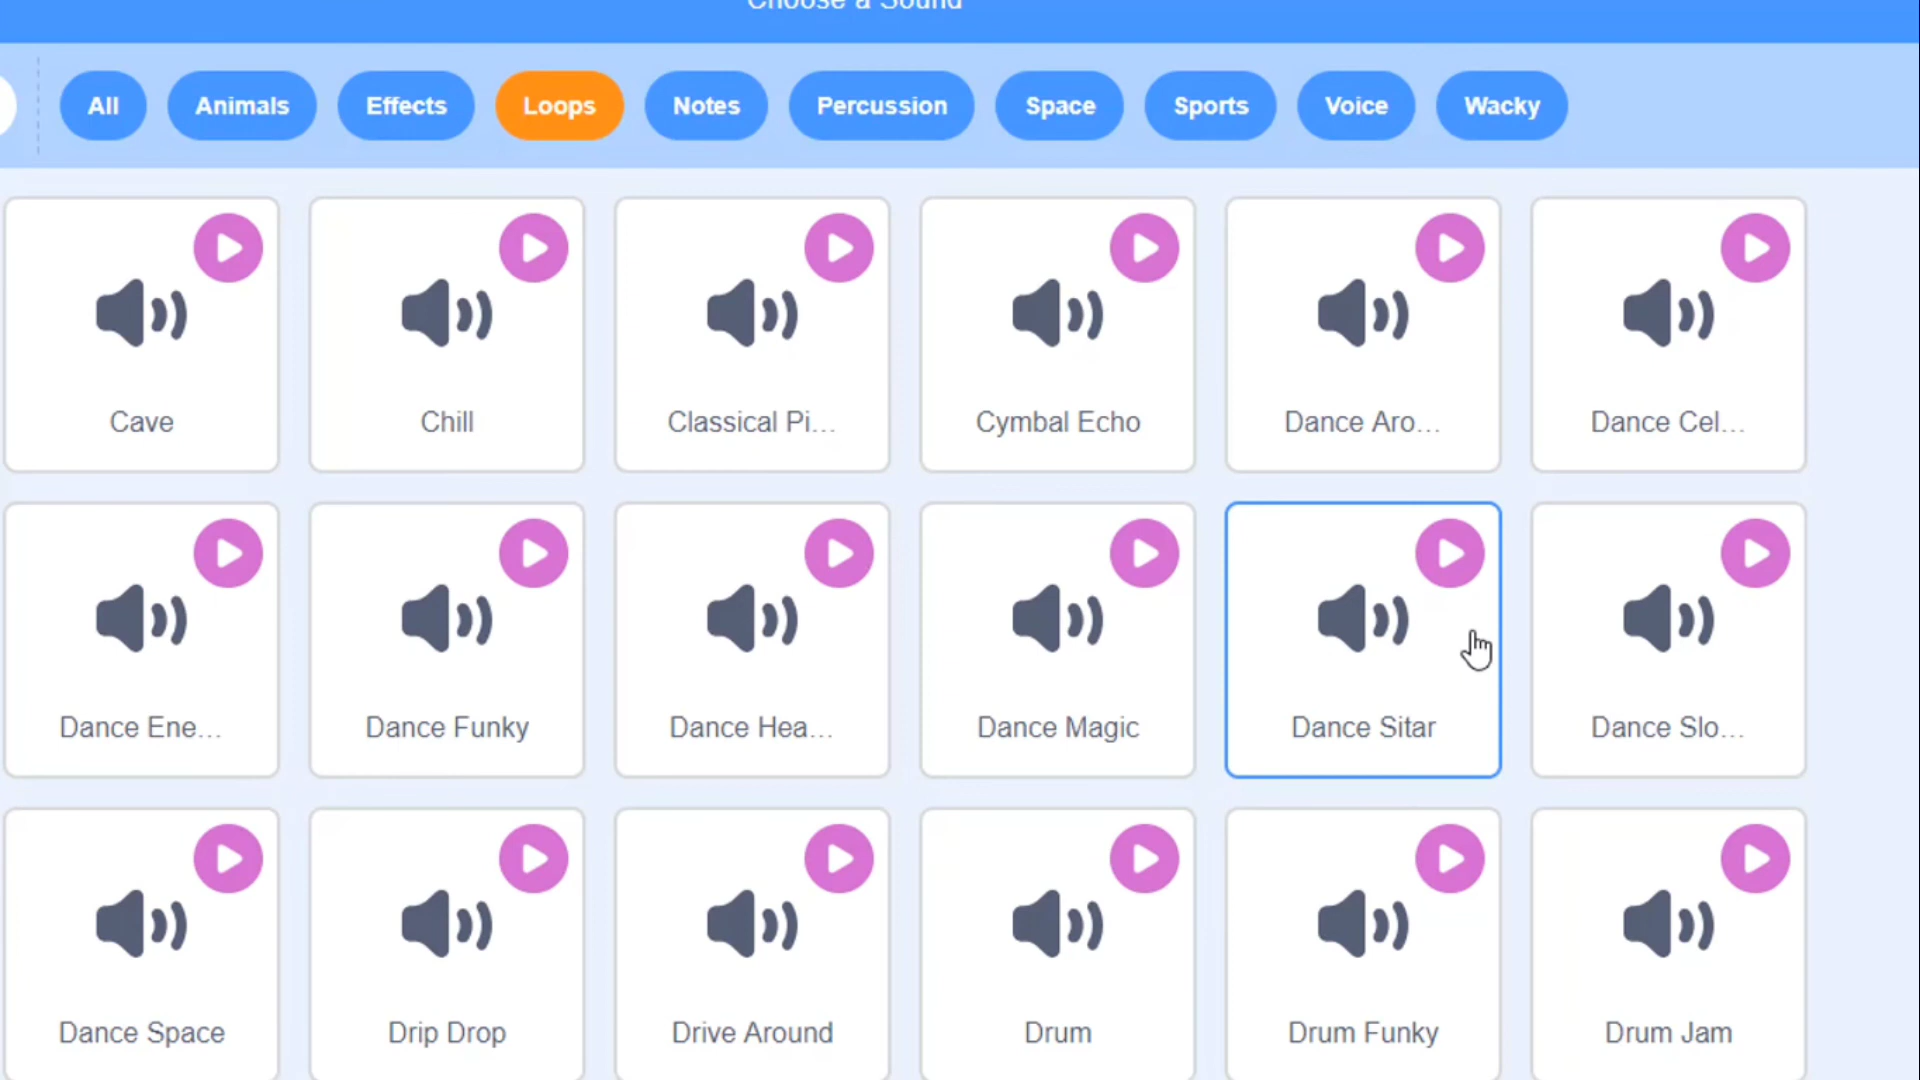 Choose a Sound
All Animals Effects Loops Notes Percussion Space Sports Voice Wacky
Cave Chill Classical Pi... Cymbal Echo Dance Aro... Dance Cel...
Dance Ene... Dance Funky Dance Hea... Dance Magic Dance Sitar Dance Slo...
Dance Space Drip Drop Drive Around Drum Drum Funky Drum Jam